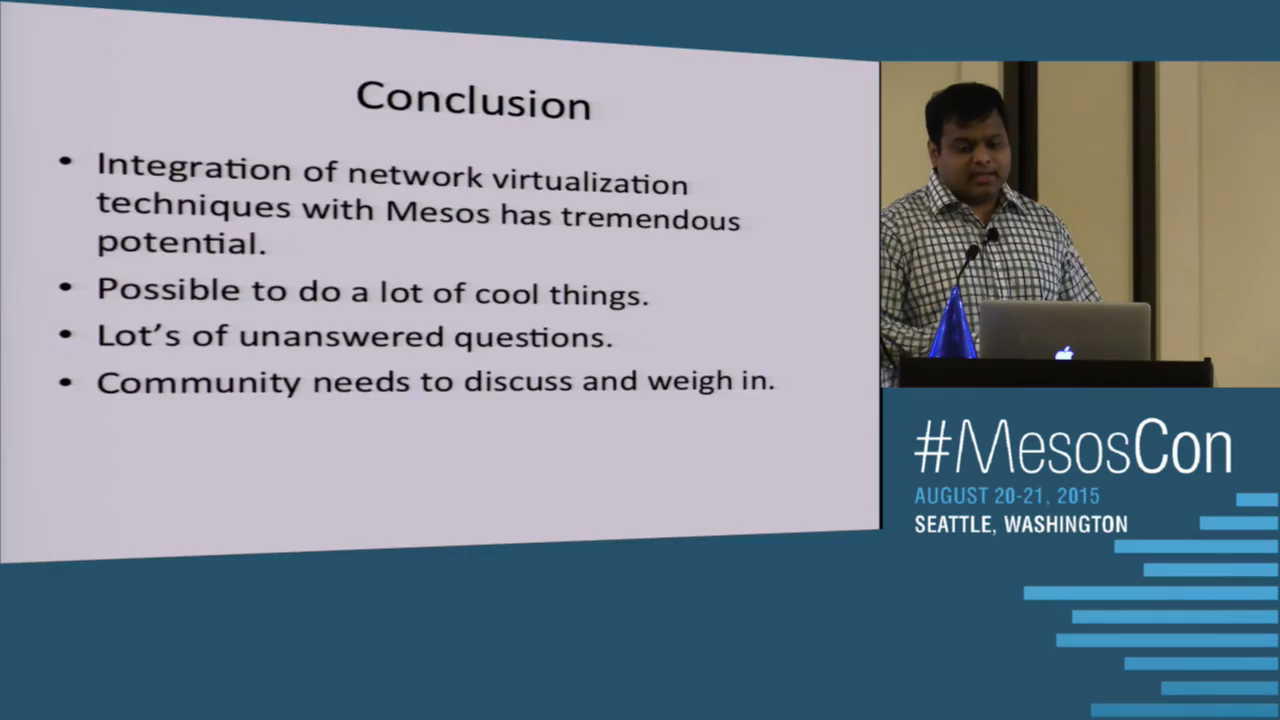 Conclusion
• Integration of network virtualization
techniques with Mesos has tremendous
potential.
• Possible to do a lot of cool things.
• Lot’s of unanswered questions.
• Community needs to discuss and weigh in.
#MesosCon
AUGUST 20-21, 2015
SEATTLE, WASHINGTON